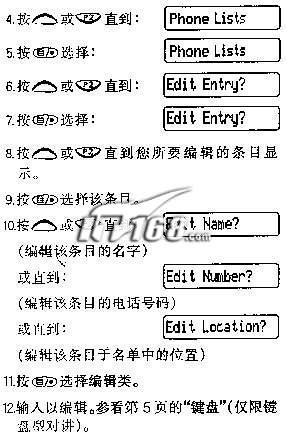 4.按 或 P2 直到: Phone Lists
5.按 选择: Phone Lists
6.按 或 P2 直到: Edit Entry?
7.按 选择: Edit Entry?
8.按 或 P2 直到您所要编辑的条目显
示。
9.按 选择该条目。
10.按 或 直 Edit Name?
(编辑该条目的名字)
或直到: Edit Number?
(编辑该条目的电话号码)
或直到: Edit Location?
(编辑该条目于名单中的位置)
11.按 选择编辑类。
12.输入以编辑。参看第5页的“键盘”(仅限键
盘型对讲)。
IT168.com